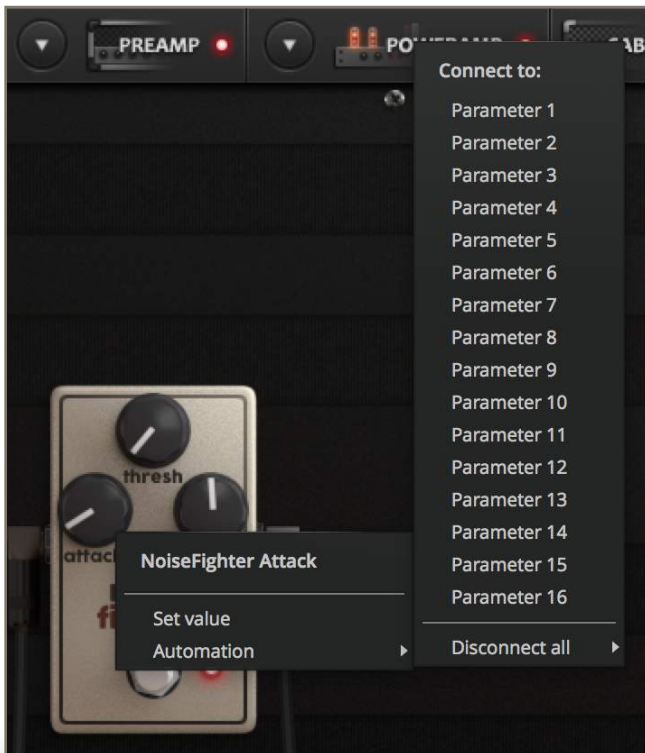 PREAMP
Connect to:
Parameter 1
Parameter 2
Parameter 3
Parameter 4
Parameter 5
Parameter 6
Parameter 7
Parameter 8
Parameter 9
Parameter 10
Parameter 11
Parameter 12
Parameter 13
Parameter 14
Parameter 15
Parameter 16
Disconnect all
thresh
NoiseFighter Attack
Set value
Automation